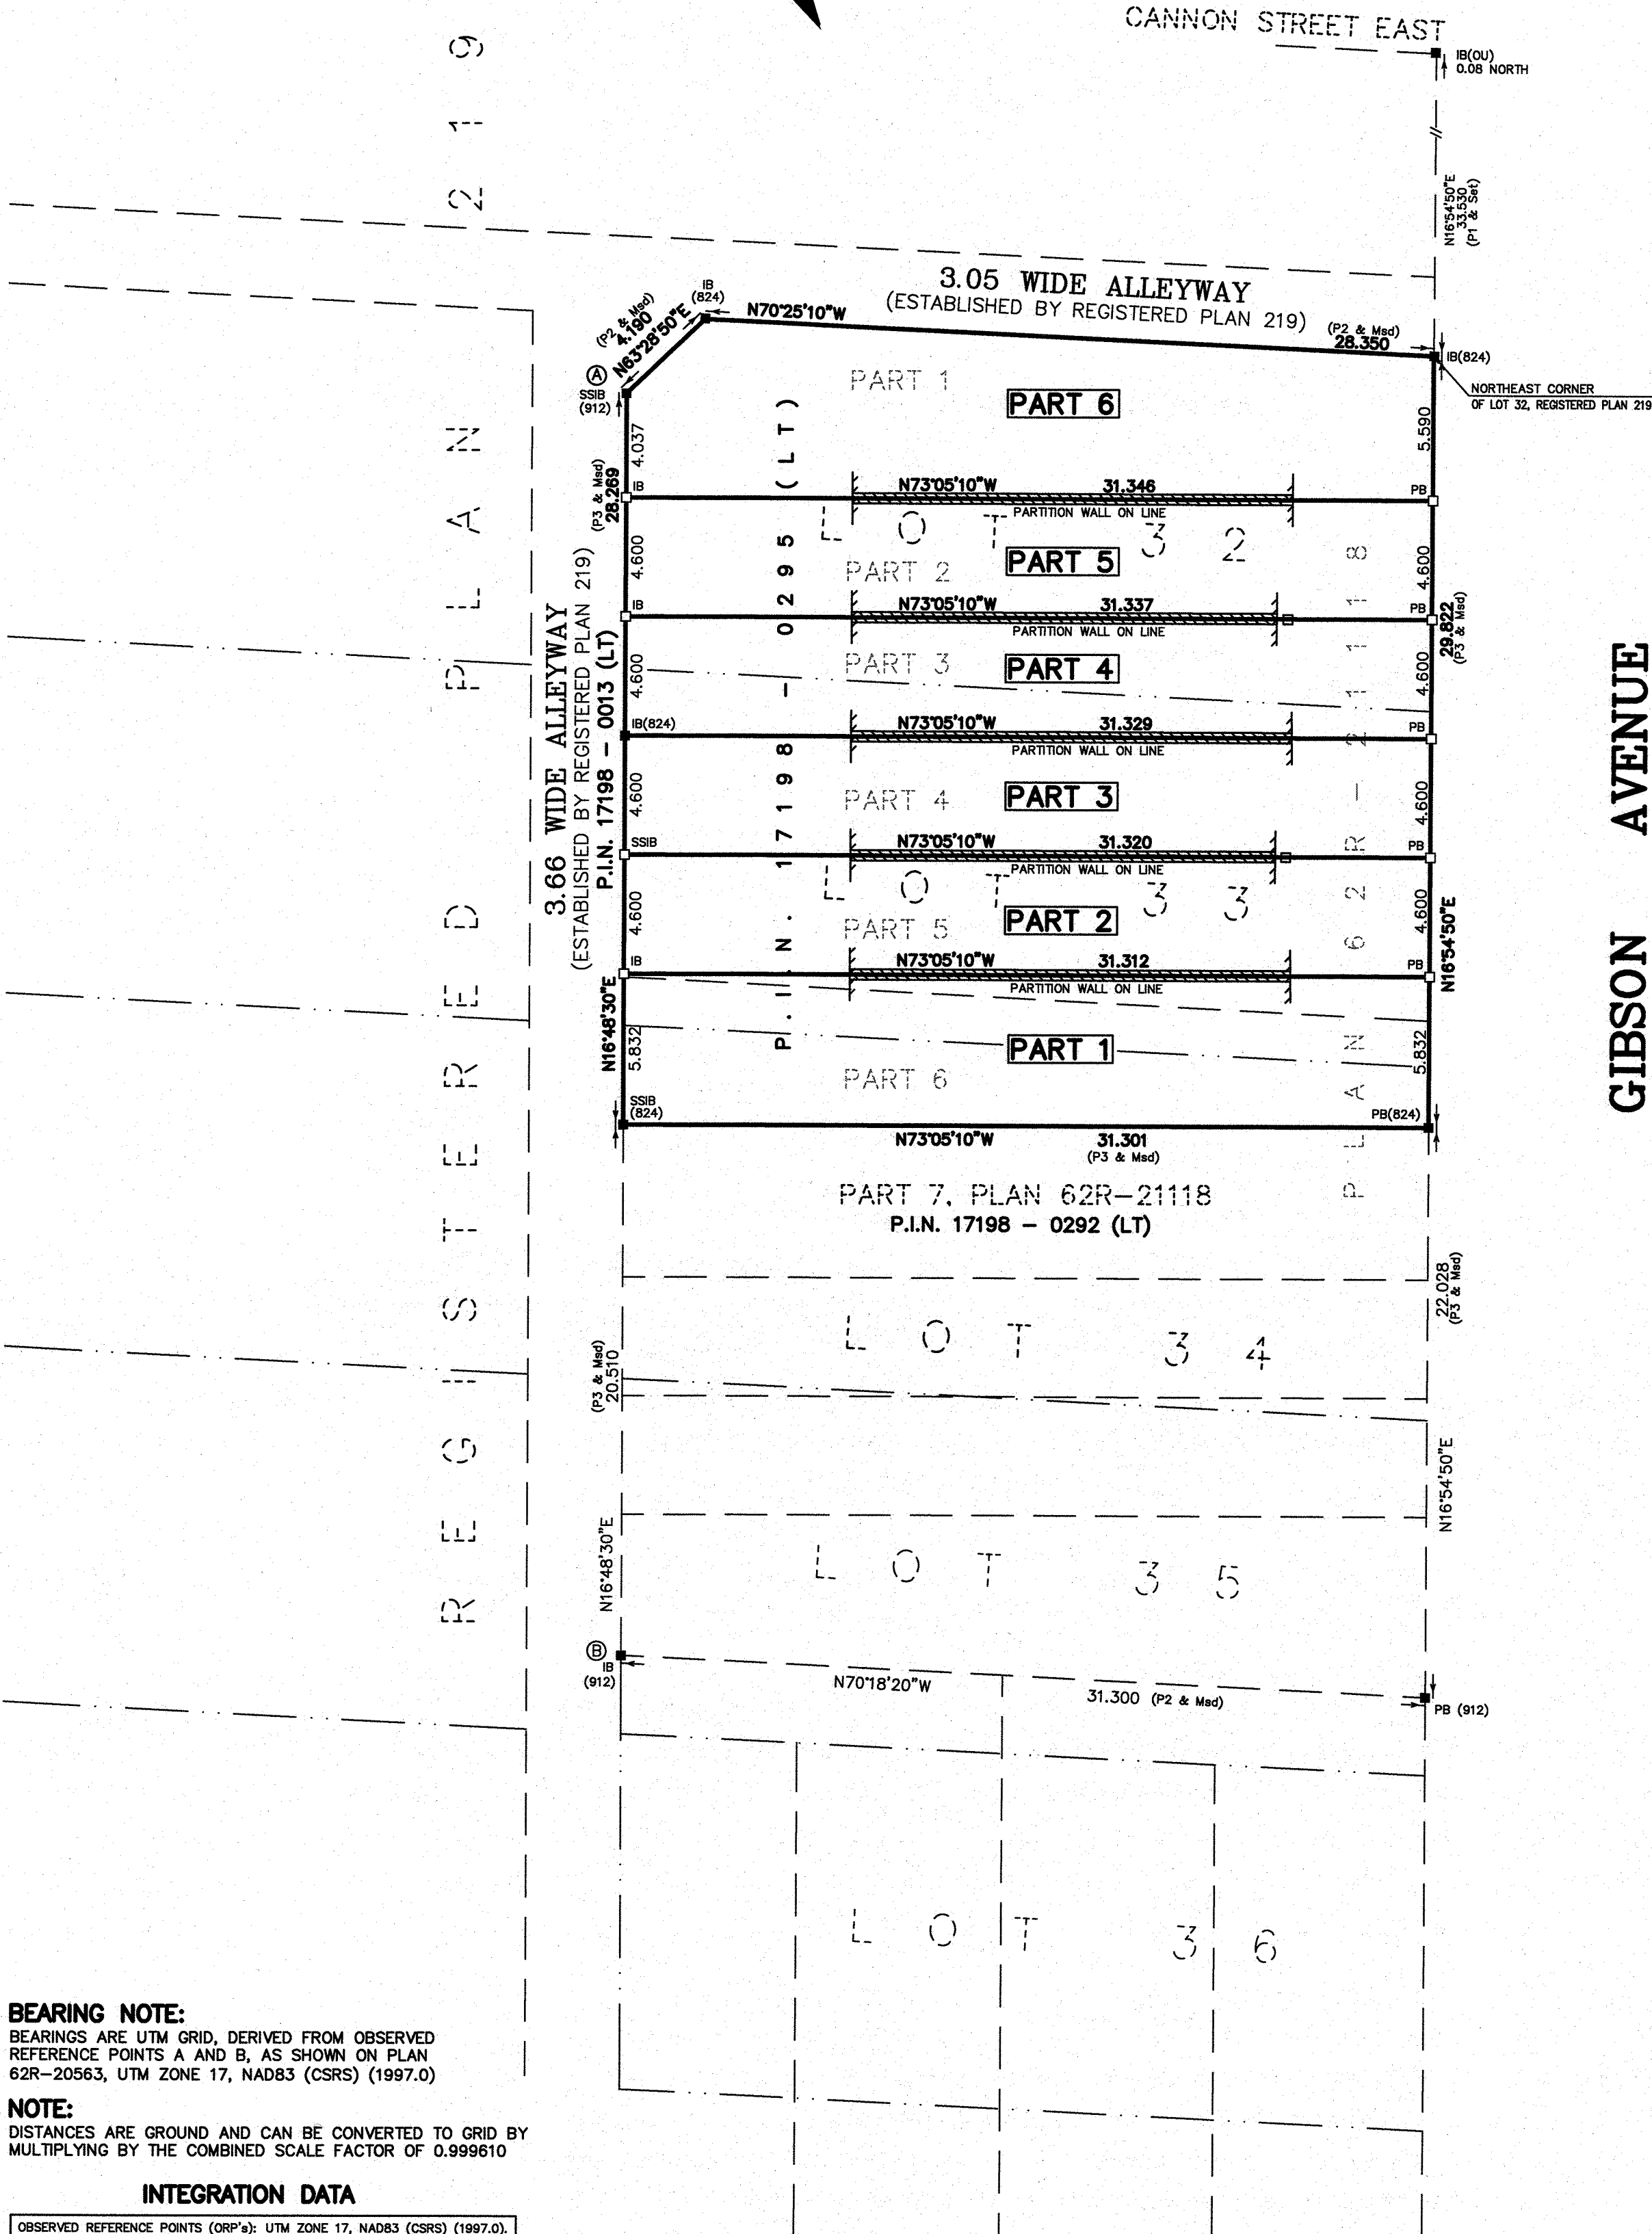 CANNON STREET EAST
IB(OU)
0.08 NORTH
N16°54'50"E
33.530
(P1 & Set)
REGISTERED PLAN 219
3.05 WIDE ALLEYWAY
(ESTABLISHED BY REGISTERED PLAN 219)
IB
(824)
N70°25'10"W
(P2 & Msd)
28.350
IB(824)
NORTHEAST CORNER
OF LOT 32, REGISTERED PLAN 219
(P2 & Msd)
4.190
N63°28'50"E
A
SSIB
(912)
PART 1
PART 6
4.037
5.590
(P3 & Msd)
28.269
IB
N73°05'10"W
31.346
PB
PARTITION WALL ON LINE
LOT 32
PART 5
PART 2
4.600
4.600
IB
N73°05'10"W
31.337
PB
PARTITION WALL ON LINE
29.822
(P3 & Msd)
PART 3
PART 4
4.600
4.600
IB(824)
N73°05'10"W
31.329
PB
PARTITION WALL ON LINE
3.66 WIDE ALLEYWAY
(ESTABLISHED BY REGISTERED PLAN 219)
P.I.N. 17198 - 0013 (LT)
P.I.N. 17198 - 0295 (LT)
PLAN 62R-21118
GIBSON AVENUE
PART 4
PART 3
4.600
4.600
SSIB
N73°05'10"W
31.320
PB
PARTITION WALL ON LINE
LOT 33
PART 5
PART 2
4.600
4.600
N16°54'50"E
IB
N73°05'10"W
31.312
PB
PARTITION WALL ON LINE
N16°48'30"E
5.832
PART 1
5.832
PART 6
SSIB
(824)
PB(824)
N73°05'10"W
31.301
(P3 & Msd)
PART 7, PLAN 62R-21118
P.I.N. 17198 - 0292 (LT)
22.028
(P3 & Msd)
LOT 34
(P3 & Msd)
20.510
N16°54'50"E
N16°48'30"E
LOT 35
B
IB
(912)
N70°18'20"W
31.300 (P2 & Msd)
PB (912)
LOT 36
BEARING NOTE:
BEARINGS ARE UTM GRID, DERIVED FROM OBSERVED
REFERENCE POINTS A AND B, AS SHOWN ON PLAN
62R-20563, UTM ZONE 17, NAD83 (CSRS) (1997.0)
NOTE:
DISTANCES ARE GROUND AND CAN BE CONVERTED TO GRID BY
MULTIPLYING BY THE COMBINED SCALE FACTOR OF 0.999610
INTEGRATION DATA
OBSERVED REFERENCE POINTS (ORP's): UTM ZONE 17, NAD83 (CSRS) (1997.0).